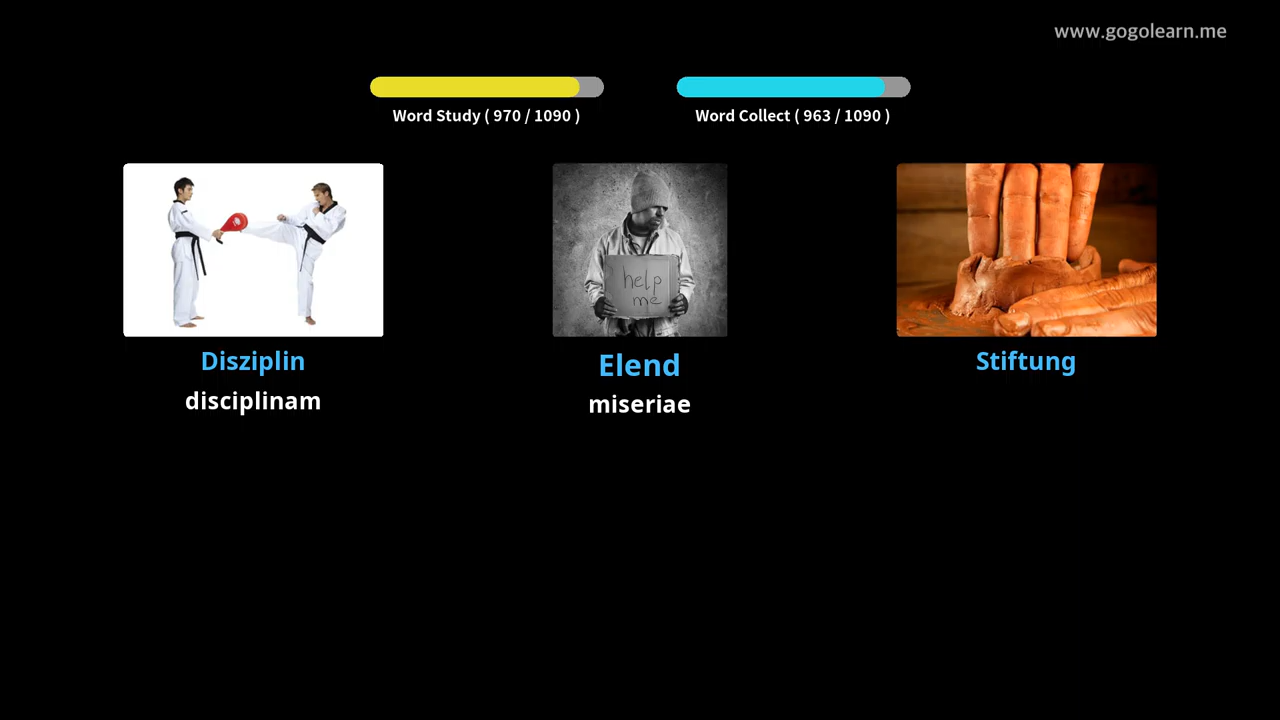 www.gogolearn.me
Word Study ( 970 / 1090 )
Word Collect ( 963 / 1090 )
help
me
Disziplin
disciplinam
Elend
miseriae
Stiftung